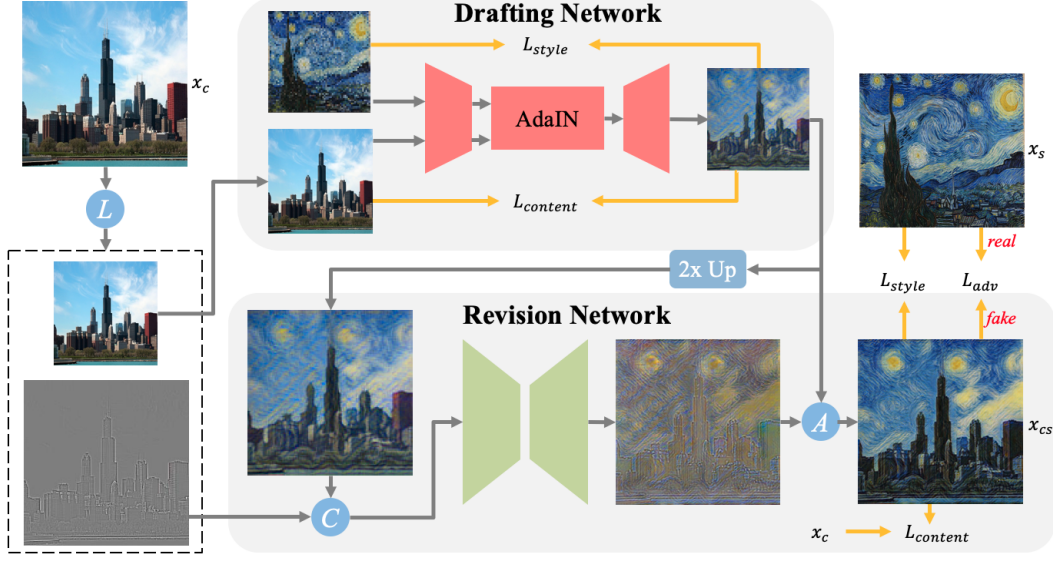 Drafting Network
x_c
L_style
AdaIN
L_content
L
x_s
real
2x Up
L_style
L_adv
Revision Network
fake
A
x_cs
C
x_c
L_content